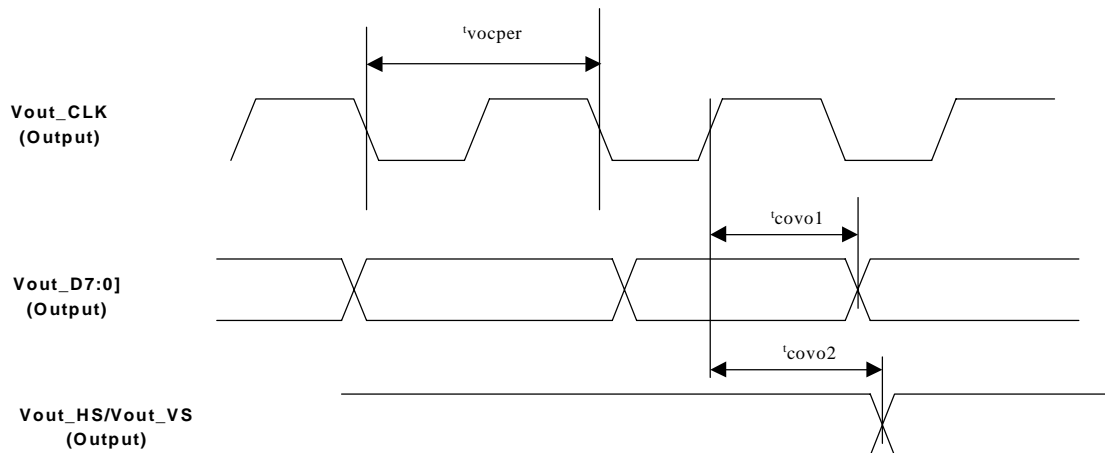 tvocper
Vout_CLK
(Output)
tcovo1
Vout_D7:0]
(Output)
tcovo2
Vout_HS/Vout_VS
(Output)